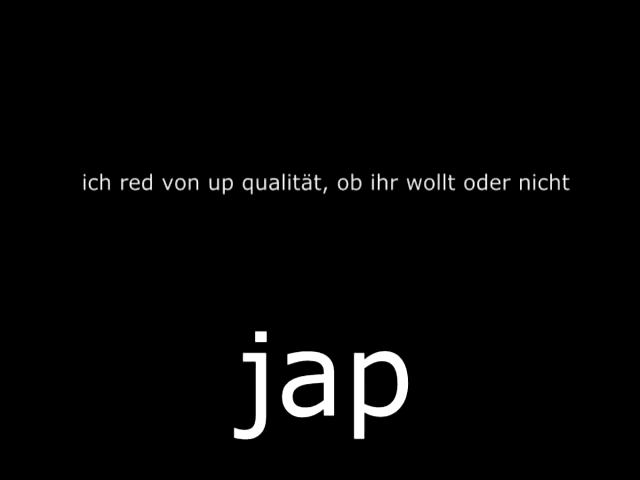 ich red von up qualität, ob ihr wollt oder nicht
jap